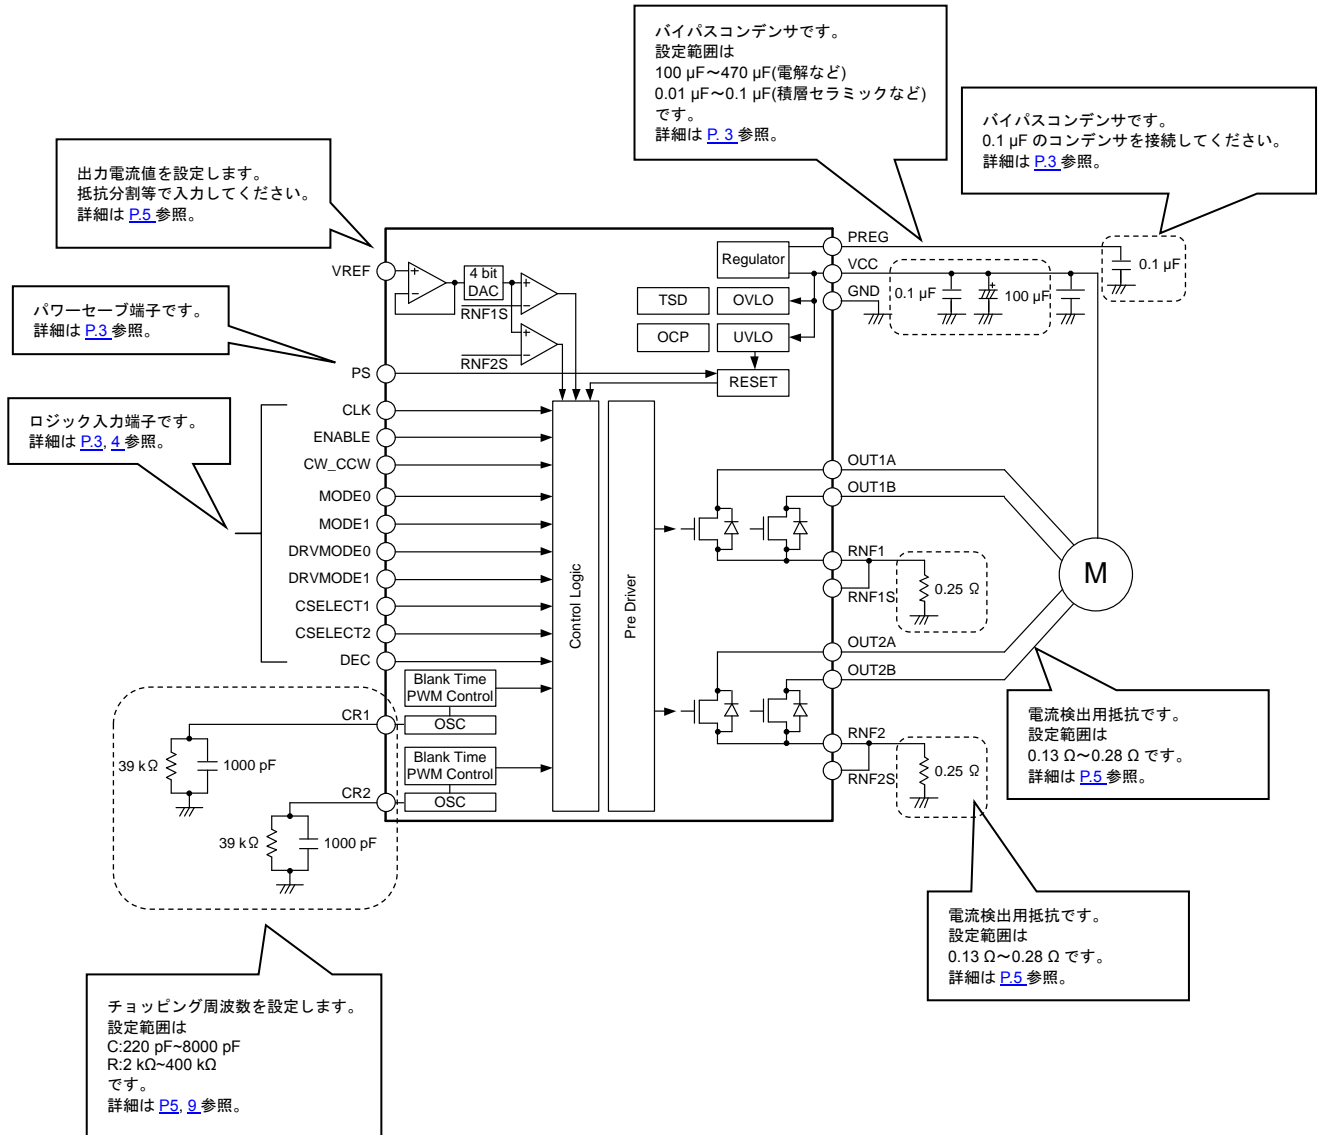 バイパスコンデンサです。
設定範囲は
100 µF～470 µF(電解など)
0.01 µF～0.1 µF(積層セラミックなど)
です。
詳細は P. 3 参照。
バイパスコンデンサです。
0.1 µF のコンデンサを接続してください。
詳細は P.3 参照。
出力電流値を設定します。
抵抗分割等で入力してください。
詳細は P.5 参照。
パワーセーブ端子です。
詳細は P.3 参照。
ロジック入力端子です。
詳細は P.3, 4 参照。
VREF
PS
CLK
ENABLE
CW_CCW
MODE0
MODE1
DRVMODE0
DRVMODE1
CSELECT1
CSELECT2
DEC
CR1
CR2
+
−
4 bit
DAC
+
−
RNF1S
+
−
RNF2S
Regulator
TSD
OVLO
OCP
UVLO
RESET
Control Logic
Pre Driver
Blank Time
PWM Control
OSC
Blank Time
PWM Control
OSC
PREG
VCC
GND
0.1 µF
+
100 µF
0.1 µF
OUT1A
OUT1B
RNF1
RNF1S
0.25 Ω
M
OUT2A
OUT2B
RNF2
RNF2S
0.25 Ω
39 kΩ
1000 pF
39 kΩ
1000 pF
電流検出用抵抗です。
設定範囲は
0.13 Ω～0.28 Ω です。
詳細は P.5 参照。
電流検出用抵抗です。
設定範囲は
0.13 Ω～0.28 Ω です。
詳細は P.5 参照。
チョッピング周波数を設定します。
設定範囲は
C:220 pF~8000 pF
R:2 kΩ~400 kΩ
です。
詳細は P5, 9 参照。